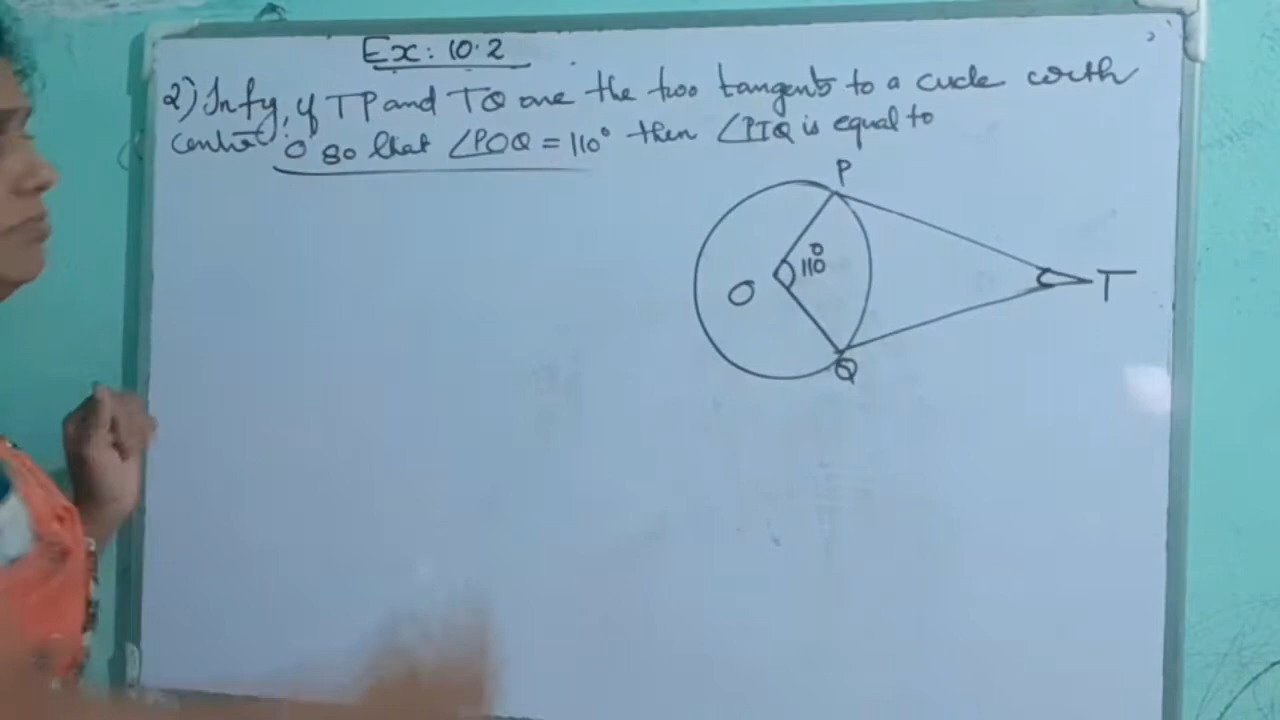 Ex: 10.2
2) In fig, if TP and TQ are the two tangents to a circle with
centre 'O' so that ∠POQ = 110° then ∠PTQ is equal to
P
110°
O
T
Q